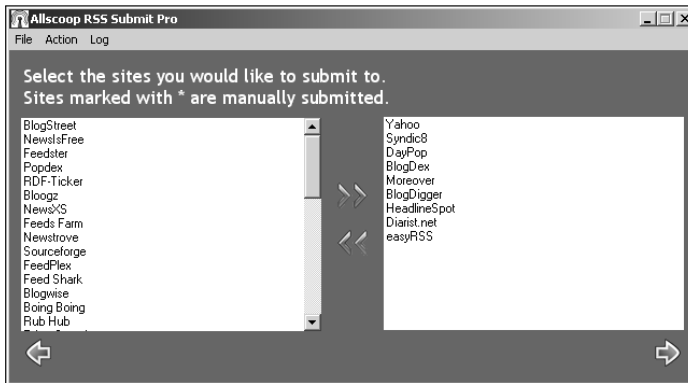 Allscoop RSS Submit Pro
File Action Log
Select the sites you would like to submit to.
Sites marked with * are manually submitted.
BlogStreet
NewsIsFree
Feedster
Popdex
RDF-Ticker
Bloogz
NewsXS
Feeds Farm
Newstrove
Sourceforge
FeedPlex
Feed Shark
Blogwise
Boing Boing
Rub Hub
Yahoo
Syndic8
DayPop
BlogDex
Moreover
BlogDigger
HeadlineSpot
Diarist.net
easyRSS